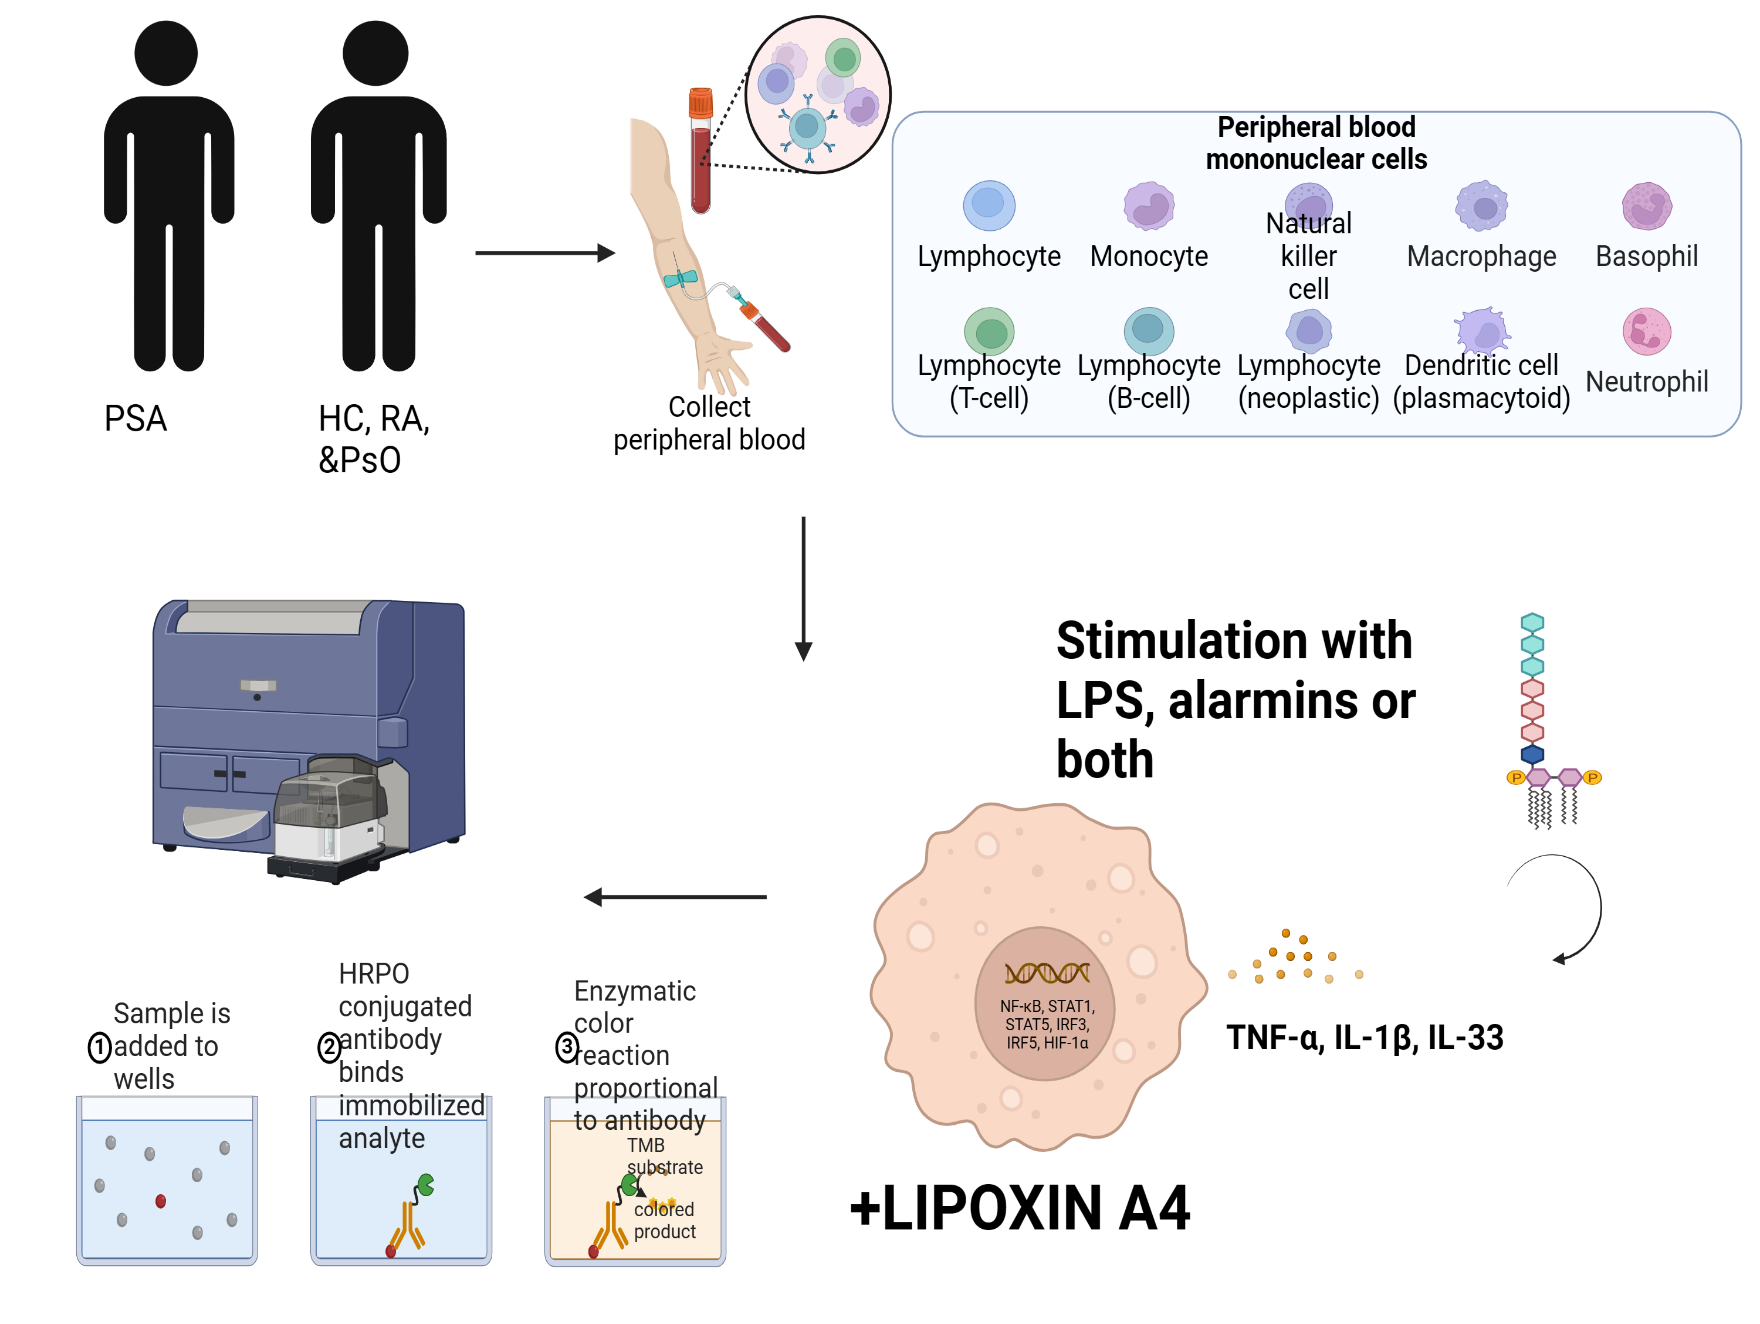 PSA
HC, RA,
&PsO
Collect
peripheral blood
Peripheral blood
mononuclear cells
Lymphocyte
Monocyte
Natural
killer
cell
Macrophage
Basophil
Lymphocyte
(T-cell)
Lymphocyte
(B-cell)
Lymphocyte
(neoplastic)
Dendritic cell
(plasmacytoid)
Neutrophil
Stimulation with
LPS, alarmins or
both
P
P
NF-κB, STAT1,
STAT5, IRF3,
IRF5, HIF-1α
TNF-α, IL-1β, IL-33
+LIPOXIN A4
1
Sample is
added to
wells
2
HRPO
conjugated
antibody
binds
immobilized
analyte
3
Enzymatic
color
reaction
proportional
to antibody
TMB
substrate
colored
product